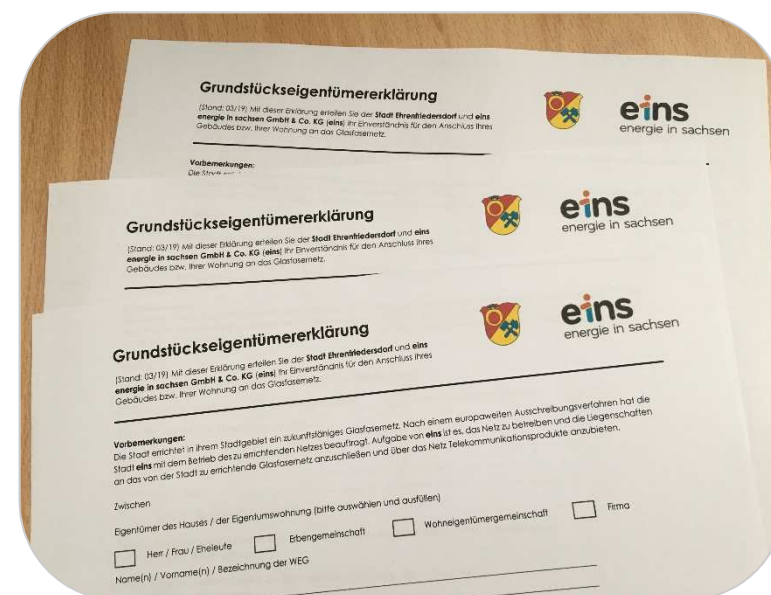 Grundstückseigentümererklärung
(Stand: 03/19) Mit dieser Erklärung erteilen Sie der Stadt Ehrenfriedersdorf und eins
energie in sachsen GmbH & Co. KG (eins) Ihr Einverständnis für den Anschluss Ihres
Gebäudes bzw. Ihrer Wohnung an das Glasfasernetz.
eins
energie in sachsen
Vorbemerkungen:
Die Stadt
Grundstückseigentümererklärung
(Stand: 03/19) Mit dieser Erklärung erteilen Sie der Stadt Ehrenfriedersdorf und eins
energie in sachsen GmbH & Co. KG (eins) Ihr Einverständnis für den Anschluss Ihres
Gebäudes bzw. Ihrer Wohnung an das Glasfasernetz.
eins
energie in sachsen
Grundstückseigentümererklärung
(Stand: 03/19) Mit dieser Erklärung erteilen Sie der Stadt Ehrenfriedersdorf und eins
energie in sachsen GmbH & Co. KG (eins) Ihr Einverständnis für den Anschluss Ihres
Gebäudes bzw. Ihrer Wohnung an das Glasfasernetz.
eins
energie in sachsen
Vorbemerkungen:
Die Stadt errichtet in ihrem Stadtgebiet ein zukunftsfähiges Glasfasernetz. Nach einem europaweiten Ausschreibungsverfahren hat die
Stadt eins mit dem Betrieb des zu errichtenden Netzes beauftragt. Aufgabe von eins ist es, das Netz zu betreiben und die Liegenschaften
an das von der Stadt zu errichtende Glasfasernetz anzuschließen und über das Netz Telekommunikationsprodukte anzubieten.
Zwischen
Eigentümer des Hauses / der Eigentumswohnung (bitte auswählen und ausfüllen)
Herr / Frau / Eheleute Erbengemeinschaft Wohneigentümergemeinschaft Firma
Name(n) / Vorname(n) / Bezeichnung der WEG